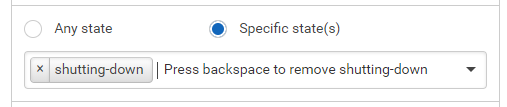 Any state Specific state(s)
× shutting-down Press backspace to remove shutting-down